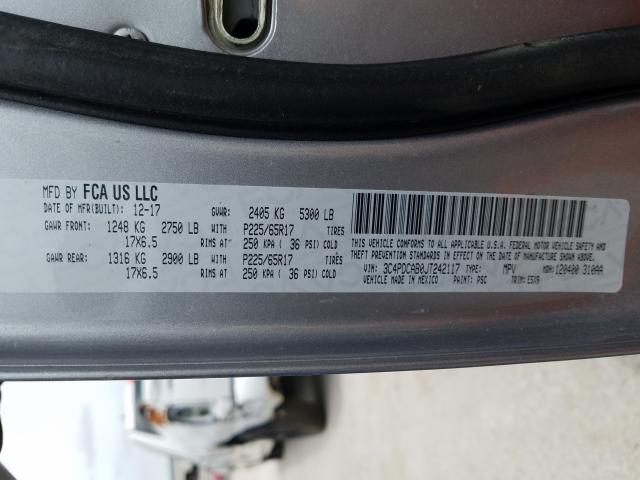 MFD BY FCA US LLC
DATE OF MFR(BUILT): 12-17 GVWR: 2405 KG 5300 LB
GAWR FRONT: 1248 KG 2750 LB WITH P225/65R17 TIRES
17X6.5 RIMS AT 250 KPA ( 36 PSI) COLD
GAWR REAR: 1316 KG 2900 LB WITH P225/65R17 TIRES
17X6.5 RIMS AT 250 KPA ( 36 PSI) COLD
THIS VEHICLE CONFORMS TO ALL APPLICABLE U.S.A. FEDERAL MOTOR VEHICLE SAFETY AND
THEFT PREVENTION STANDARDS IN EFFECT ON THE DATE OF MANUFACTURE SHOWN ABOVE.
VIN: 3C4PDCAB0JT242117 TYPE: MPV MDH: 120400 310AA
VEHICLE MADE IN MEXICO PAINT: PSC TRIM: E5X9